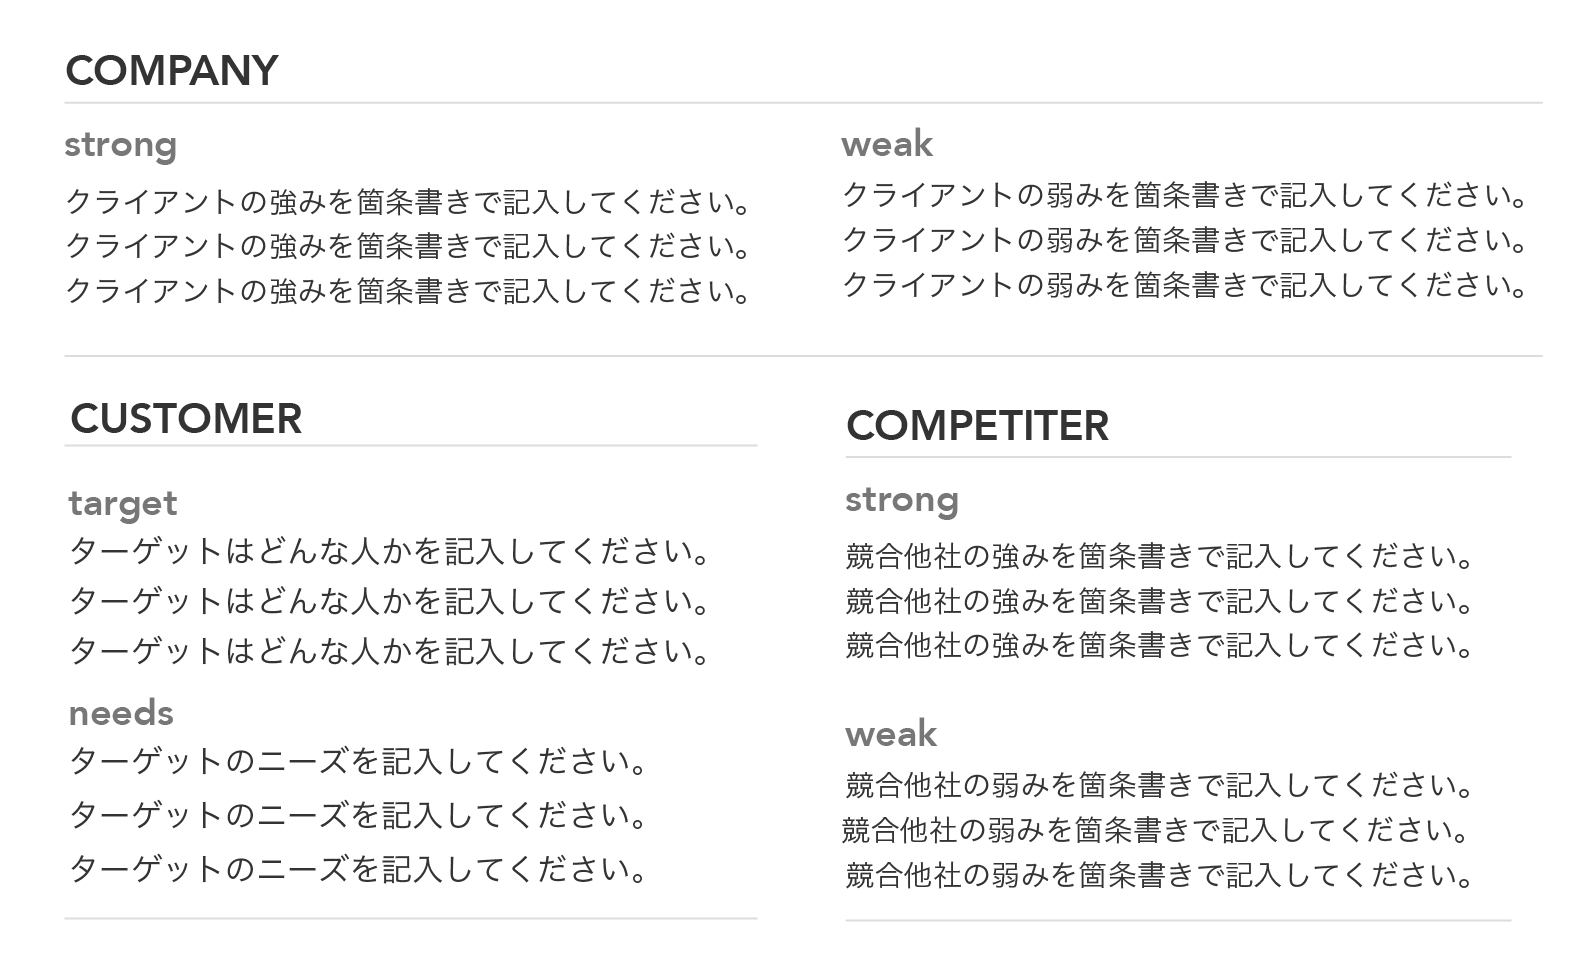 COMPANY
strong
クライアントの強みを箇条書きで記入してください。
クライアントの強みを箇条書きで記入してください。
クライアントの強みを箇条書きで記入してください。
weak
クライアントの弱みを箇条書きで記入してください。
クライアントの弱みを箇条書きで記入してください。
クライアントの弱みを箇条書きで記入してください。
CUSTOMER
target
ターゲットはどんな人かを記入してください。
ターゲットはどんな人かを記入してください。
ターゲットはどんな人かを記入してください。
needs
ターゲットのニーズを記入してください。
ターゲットのニーズを記入してください。
ターゲットのニーズを記入してください。
COMPETITER
strong
競合他社の強みを箇条書きで記入してください。
競合他社の強みを箇条書きで記入してください。
競合他社の強みを箇条書きで記入してください。
weak
競合他社の弱みを箇条書きで記入してください。
競合他社の弱みを箇条書きで記入してください。
競合他社の弱みを箇条書きで記入してください。